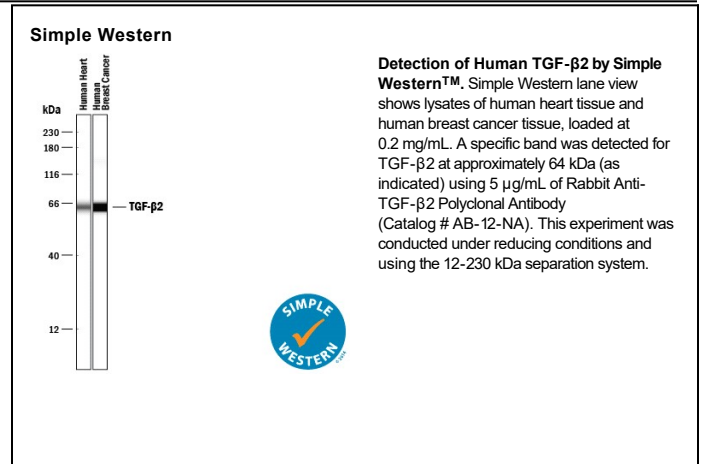 Simple Western
Human Heart
Human
Breast Cancer
kDa
230
180
116
66
40
12
TGF-β2
SIMPLE
WESTERN
Detection of Human TGF-β2 by Simple
Western™. Simple Western lane view
shows lysates of human heart tissue and
human breast cancer tissue, loaded at
0.2 mg/mL. A specific band was detected for
TGF-β2 at approximately 64 kDa (as
indicated) using 5 µg/mL of Rabbit Anti-
TGF-β2 Polyclonal Antibody
(Catalog # AB-12-NA). This experiment was
conducted under reducing conditions and
using the 12-230 kDa separation system.